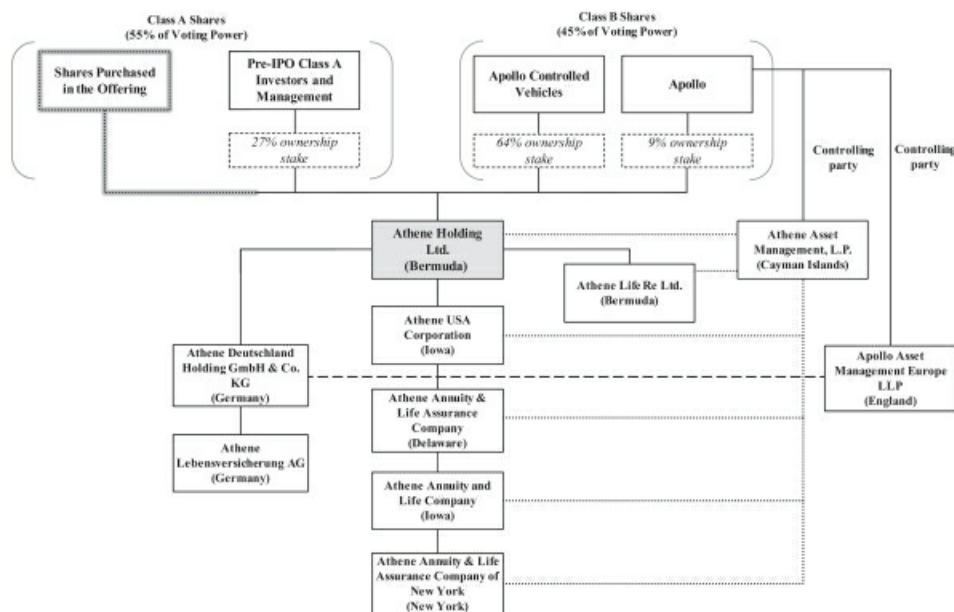 Class A Shares
(55% of Voting Power)
Class B Shares
(45% of Voting Power)
Shares Purchased
in the Offering
Pre-IPO Class A
Investors and
Management
Apollo Controlled
Vehicles
Apollo
27% ownership
stake
64% ownership
stake
9% ownership
stake
Controlling
party
Controlling
party
Athene Holding
Ltd.
(Bermuda)
Athene Asset
Management, L.P.
(Cayman Islands)
Athene Life Re Ltd.
(Bermuda)
Athene USA
Corporation
(Iowa)
Athene Deutschland
Holding GmbH & Co.
KG
(Germany)
Apollo Asset
Management Europe
LLP
(England)
Athene Annuity &
Life Assurance
Company
(Delaware)
Athene
Lebensversicherung AG
(Germany)
Athene Annuity and
Life Company
(Iowa)
Athene Annuity & Life
Assurance Company of
New York
(New York)